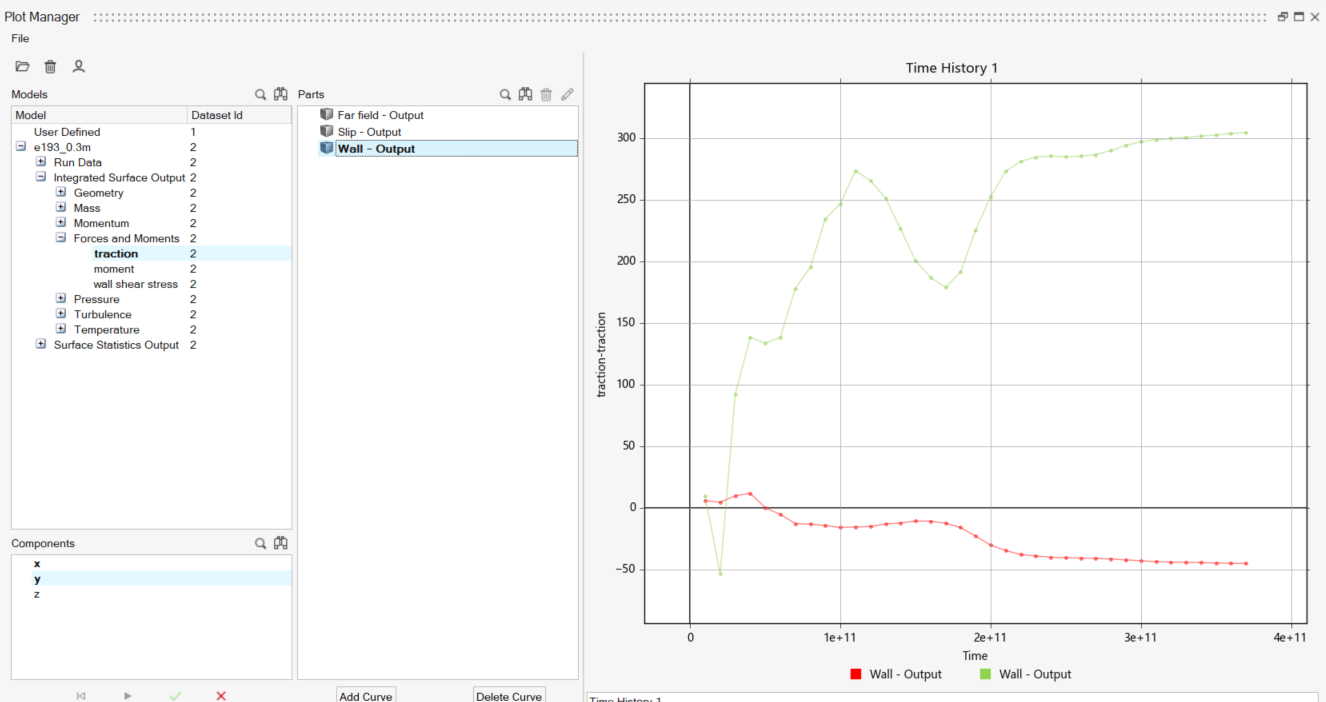 Plot Manager
File
Models
Parts
Model Dataset Id
User Defined 1
e193_0.3m 2
Run Data 2
Integrated Surface Output 2
Geometry 2
Mass 2
Momentum 2
Forces and Moments 2
traction 2
moment 2
wall shear stress 2
Pressure 2
Turbulence 2
Temperature 2
Surface Statistics Output 2
Far field - Output
Slip - Output
Wall - Output
Components
x
y
z
Add Curve Delete Curve
Time History 1
300
250
200
150
100
50
0
−50
traction-traction
0 1e+11 2e+11 3e+11 4e+11
Time
Wall - Output Wall - Output
Time History 1